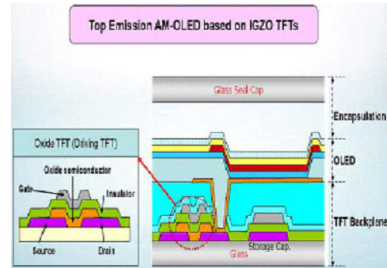 Top Emission AM-OLED based on IGZO TFTs
Glass Seal Cap
Encapsulation
Oxide TFT (Driving TFT)
OLED
Oxide semiconductor
Gate
Insulator
TFT Backplane
Source
Drain
Storage Cap.
Glass